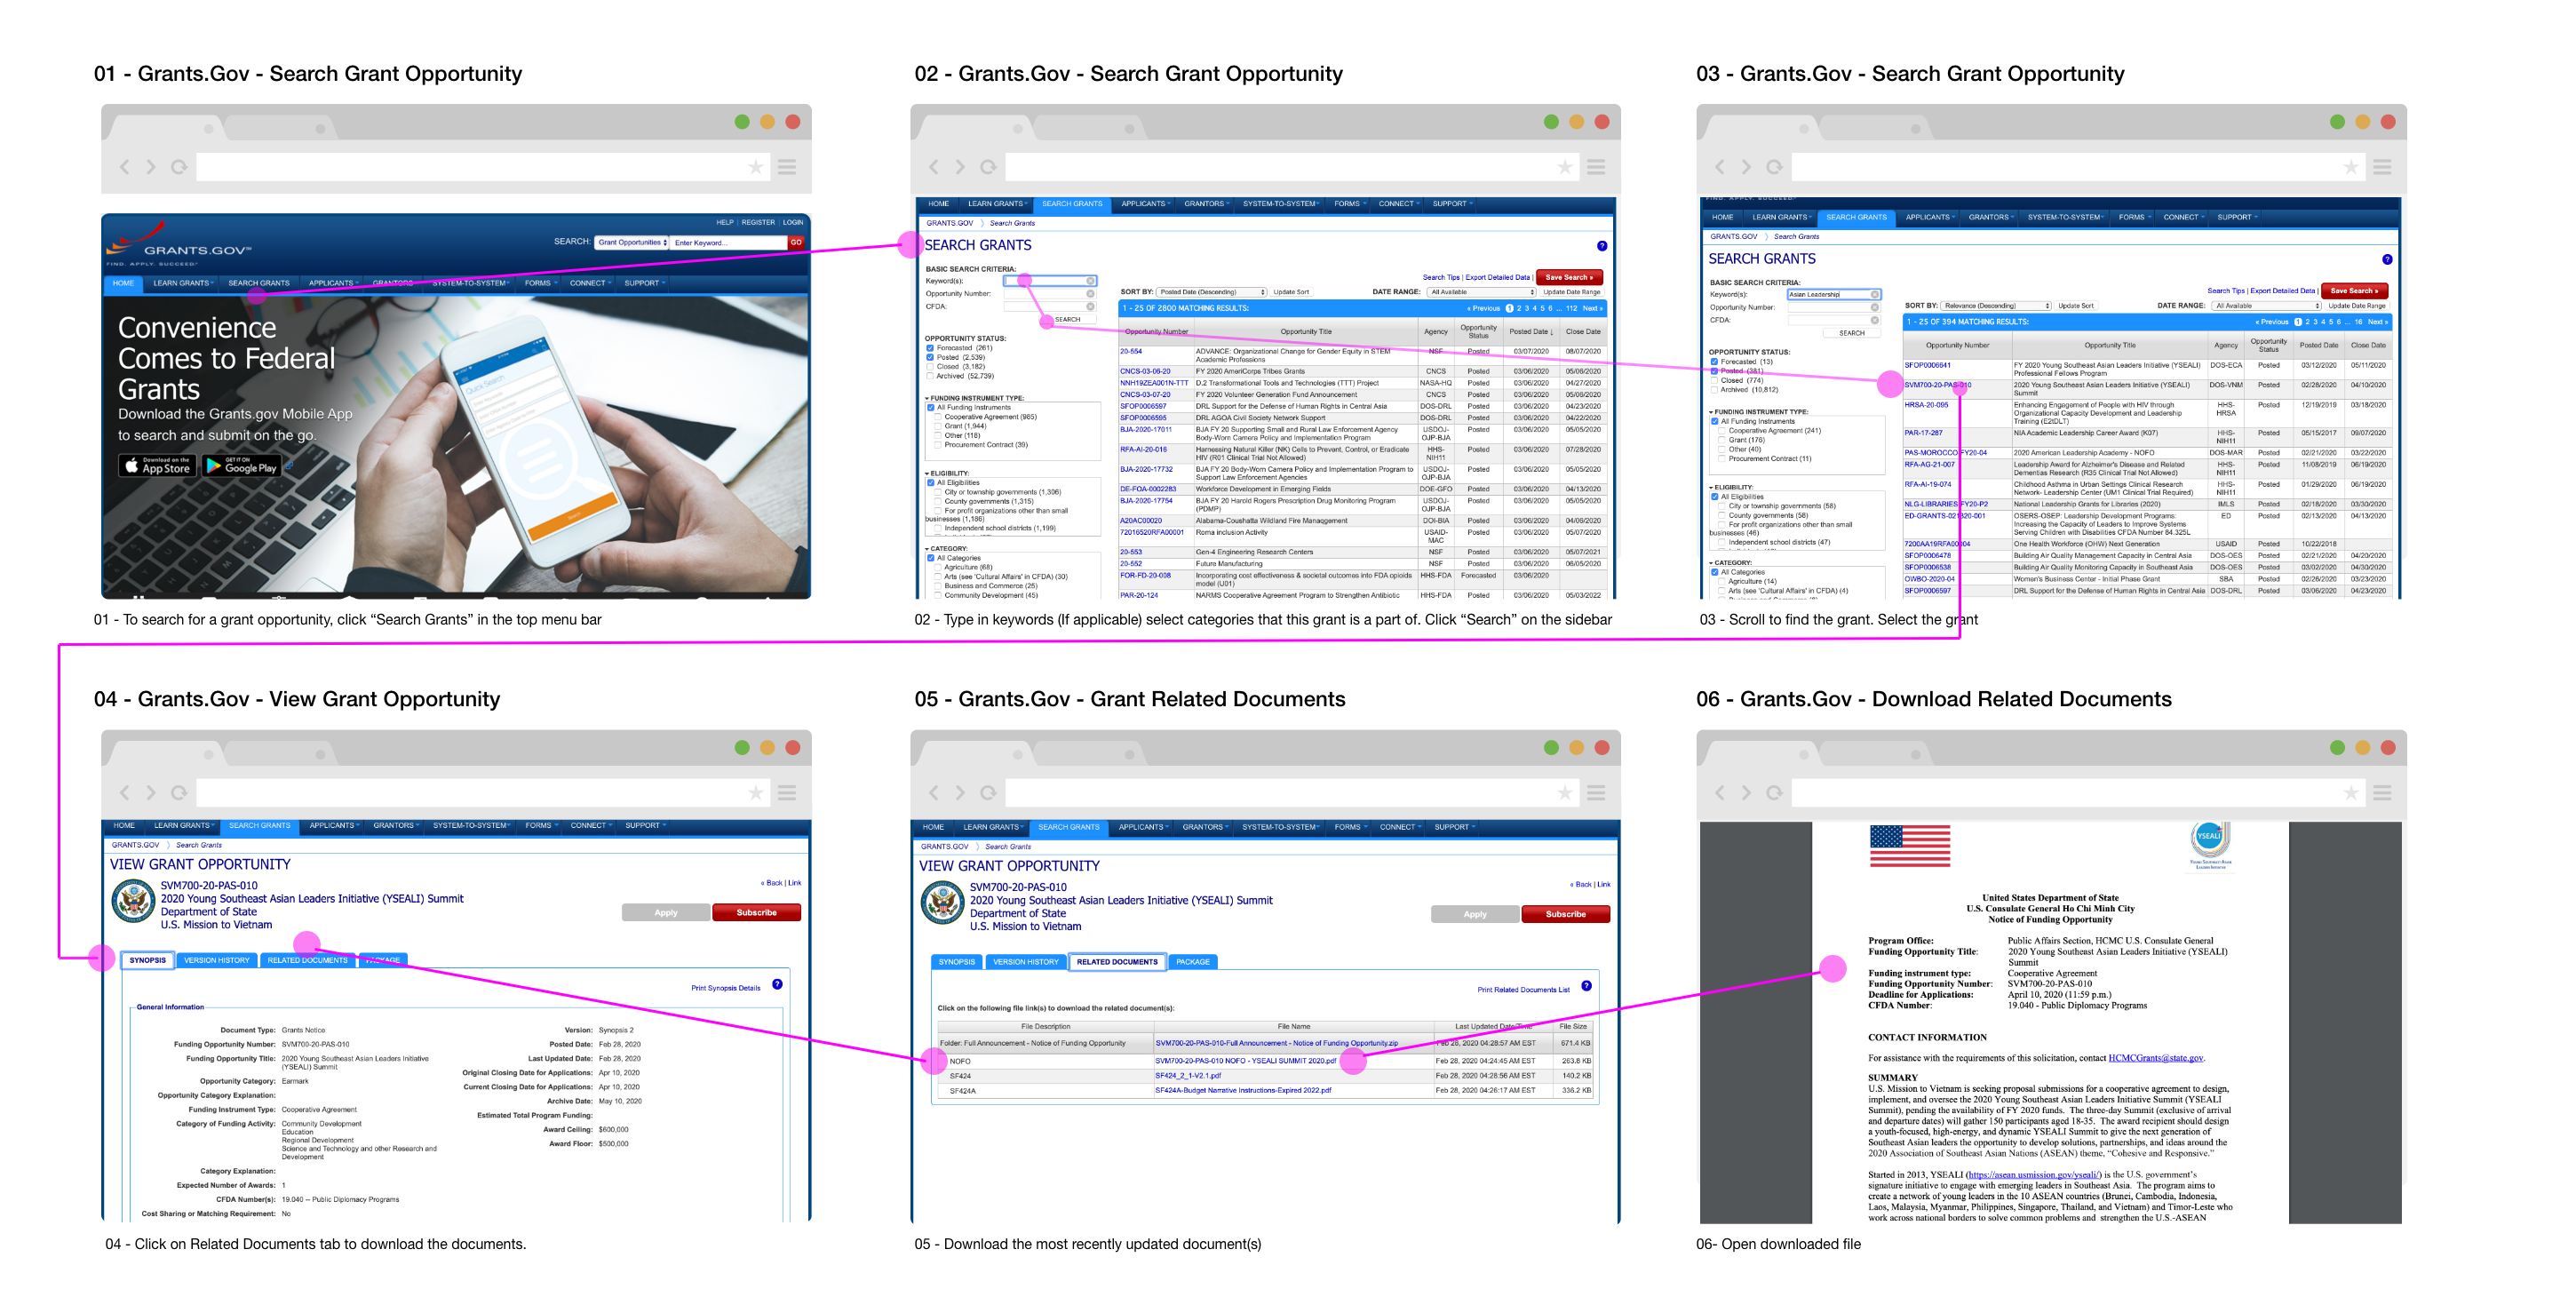 01 - Grants.Gov - Search Grant Opportunity
HELP | REGISTER | LOGIN
GRANTS.GOV
FIND. APPLY. SUCCEED.
SEARCH: Grant Opportunities Enter Keyword... GO
HOME LEARN GRANTS SEARCH GRANTS APPLICANTS GRANTORS SYSTEM-TO-SYSTEM FORMS CONNECT SUPPORT
Convenience
Comes to Federal
Grants
Download the Grants.gov Mobile App
to search and submit on the go.
Download on the App Store
GET IT ON Google Play
Quick Search
01 - To search for a grant opportunity, click “Search Grants” in the top menu bar
02 - Grants.Gov - Search Grant Opportunity
HOME LEARN GRANTS SEARCH GRANTS APPLICANTS GRANTORS SYSTEM-TO-SYSTEM FORMS CONNECT SUPPORT
GRANTS.GOV Search Grants
SEARCH GRANTS
BASIC SEARCH CRITERIA:
Keyword(s):
Opportunity Number:
CFDA:
SEARCH
OPPORTUNITY STATUS:
Forecasted (261)
Posted (2,539)
Closed (3,182)
Archived (52,739)
FUNDING INSTRUMENT TYPE:
All Funding Instruments
Cooperative Agreement (985)
Grant (1,944)
Other (118)
Procurement Contract (39)
ELIGIBILITY:
All Eligibilities
City or township governments (1,306)
County governments (1,315)
For profit organizations other than small
businesses (1,186)
Independent school districts (1,199)
CATEGORY:
All Categories
Agriculture (68)
Arts (see 'Cultural Affairs' in CFDA) (30)
Business and Commerce (25)
Community Development (45)
Search Tips | Export Detailed Data | Save Search »
SORT BY: Posted Date (Descending) Update Sort DATE RANGE: All Available Update Date Range
1 - 25 OF 2800 MATCHING RESULTS: « Previous 1 2 3 4 5 6 ... 112 Next »
Opportunity Number Opportunity Title Agency Opportunity Status Posted Date ↓ Close Date
20-554 ADVANCE: Organizational Change for Gender Equity in STEM Academic Professions NSF Posted 03/07/2020 08/07/2020
CNCS-03-06-20 FY 2020 AmeriCorps Tribes Grants CNCS Posted 03/06/2020 05/06/2020
NNH19ZEA001N-TTT D.2 Transformational Tools and Technologies (TTT) Project NASA-HQ Posted 03/06/2020 04/27/2020
CNCS-03-07-20 FY 2020 Volunteer Generation Fund Announcement CNCS Posted 03/06/2020 05/08/2020
SFOP0006597 DRL Support for the Defense of Human Rights in Central Asia DOS-DRL Posted 03/06/2020 04/23/2020
SFOP0006595 DRL AGOA Civil Society Network Support DOS-DRL Posted 03/06/2020 04/22/2020
BJA-2020-17011 BJA FY 20 Supporting Small and Rural Law Enforcement Agency Body-Worn Camera Policy and Implementation Program USDOJ-OJP-BJA Posted 03/06/2020 05/05/2020
RFA-AI-20-016 Harnessing Natural Killer (NK) Cells to Prevent, Control, or Eradicate HIV (R01 Clinical Trial Not Allowed) HHS-NIH11 Posted 03/06/2020 07/28/2020
BJA-2020-17732 BJA FY 20 Body-Worn Camera Policy and Implementation Program to Support Law Enforcement Agencies USDOJ-OJP-BJA Posted 03/06/2020 05/05/2020
DE-FOA-0002283 Workforce Development in Emerging Fields DOE-GFO Posted 03/06/2020 04/13/2020
BJA-2020-17754 BJA FY 20 Harold Rogers Prescription Drug Monitoring Program (PDMP) USDOJ-OJP-BJA Posted 03/06/2020 05/05/2020
A20AC00020 Alabama-Coushatta Wildland Fire Management DOI-BIA Posted 03/06/2020 04/08/2020
72016520RFA00001 Roma inclusion Activity USAID-MAC Posted 03/06/2020 05/07/2020
20-553 Gen-4 Engineering Research Centers NSF Posted 03/06/2020 05/07/2021
20-552 Future Manufacturing NSF Posted 03/06/2020 06/05/2020
FOR-FD-20-008 Incorporating cost effectiveness & societal outcomes into FDA opioids model (U01) HHS-FDA Forecasted 03/06/2020
PAR-20-124 NARMS Cooperative Agreement Program to Strengthen Antibiotic HHS-FDA Posted 03/06/2020 05/03/2022
02 - Type in keywords (If applicable) select categories that this grant is a part of. Click “Search” on the sidebar
03 - Grants.Gov - Search Grant Opportunity
HOME LEARN GRANTS SEARCH GRANTS APPLICANTS GRANTORS SYSTEM-TO-SYSTEM FORMS CONNECT SUPPORT
GRANTS.GOV Search Grants
SEARCH GRANTS
BASIC SEARCH CRITERIA:
Keyword(s): Asian Leadership
Opportunity Number:
CFDA:
SEARCH
OPPORTUNITY STATUS:
Forecasted (13)
Posted (381)
Closed (774)
Archived (10,812)
FUNDING INSTRUMENT TYPE:
All Funding Instruments
Cooperative Agreement (241)
Grant (176)
Other (40)
Procurement Contract (11)
ELIGIBILITY:
All Eligibilities
City or township governments (58)
County governments (58)
For profit organizations other than small
businesses (46)
Independent school districts (47)
CATEGORY:
All Categories
Agriculture (14)
Arts (see 'Cultural Affairs' in CFDA) (4)
Search Tips | Export Detailed Data | Save Search »
SORT BY: Relevance (Descending) Update Sort DATE RANGE: All Available Update Date Range
1 - 25 OF 394 MATCHING RESULTS: « Previous 1 2 3 4 5 6 ... 16 Next »
Opportunity Number Opportunity Title Agency Opportunity Status Posted Date Close Date
SFOP0006641 FY 2020 Young Southeast Asian Leaders Initiative (YSEALI) Professional Fellows Program DOS-ECA Posted 03/12/2020 05/11/2020
SVM700-20-PAS-010 2020 Young Southeast Asian Leaders Initiative (YSEALI) Summit DOS-VNM Posted 02/28/2020 04/10/2020
HRSA-20-095 Enhancing Engagement of People with HIV through Organizational Capacity Development and Leadership Training (E2tDLT) HHS-HRSA Posted 12/19/2019 03/18/2020
PAR-17-287 NIA Academic Leadership Career Award (K07) HHS-NIH11 Posted 05/15/2017 09/07/2020
PAS-MOROCCO-FY20-04 2020 American Leadership Academy - NOFO DOS-MAR Posted 02/21/2020 03/22/2020
RFA-AG-21-007 Leadership Award for Alzheimer's Disease and Related Dementias Research (R35 Clinical Trial Not Allowed) HHS-NIH11 Posted 11/08/2019 06/19/2020
RFA-AI-19-074 Childhood Asthma in Urban Settings Clinical Research Network- Leadership Center (UM1 Clinical Trial Required) HHS-NIH11 Posted 01/29/2020 06/19/2020
NLG-LIBRARIES-FY20-P2 National Leadership Grants for Libraries (2020) IMLS Posted 02/18/2020 03/30/2020
ED-GRANTS-021320-001 OSERS-OSEP: Leadership Development Programs: Increasing the Capacity of Leaders to Improve Systems Serving Children with Disabilities CFDA Number 84.325L ED Posted 02/13/2020 04/13/2020
7200AA19RFA00004 One Health Workforce (OHW) Next Generation USAID Posted 10/22/2018
SFOP0006478 Building Air Quality Management Capacity in Central Asia DOS-OES Posted 02/21/2020 04/20/2020
SFOP0006538 Building Air Quality Monitoring Capacity in Southeast Asia DOS-OES Posted 03/02/2020 04/30/2020
OWBO-2020-04 Women's Business Center - Initial Phase Grant SBA Posted 02/26/2020 03/23/2020
SFOP0006597 DRL Support for the Defense of Human Rights in Central Asia DOS-DRL Posted 03/06/2020 04/23/2020
03 - Scroll to find the grant. Select the grant
04 - Grants.Gov - View Grant Opportunity
HOME LEARN GRANTS SEARCH GRANTS APPLICANTS GRANTORS SYSTEM-TO-SYSTEM FORMS CONNECT SUPPORT
GRANTS.GOV Search Grants
VIEW GRANT OPPORTUNITY
SVM700-20-PAS-010
2020 Young Southeast Asian Leaders Initiative (YSEALI) Summit
Department of State
U.S. Mission to Vietnam
« Back | Link
Apply Subscribe
SYNOPSIS VERSION HISTORY RELATED DOCUMENTS PACKAGE
Print Synopsis Details
General Information
Document Type: Grants Notice
Funding Opportunity Number: SVM700-20-PAS-010
Funding Opportunity Title: 2020 Young Southeast Asian Leaders Initiative
(YSEALI) Summit
Opportunity Category: Earmark
Opportunity Category Explanation:
Funding Instrument Type: Cooperative Agreement
Category of Funding Activity: Community Development
Education
Regional Development
Science and Technology and other Research and
Development
Category Explanation:
Expected Number of Awards: 1
CFDA Number(s): 19.040 -- Public Diplomacy Programs
Cost Sharing or Matching Requirement: No
Version: Synopsis 2
Posted Date: Feb 28, 2020
Last Updated Date: Feb 28, 2020
Original Closing Date for Applications: Apr 10, 2020
Current Closing Date for Applications: Apr 10, 2020
Archive Date: May 10, 2020
Estimated Total Program Funding:
Award Ceiling: $600,000
Award Floor: $500,000
04 - Click on Related Documents tab to download the documents.
05 - Grants.Gov - Grant Related Documents
HOME LEARN GRANTS SEARCH GRANTS APPLICANTS GRANTORS SYSTEM-TO-SYSTEM FORMS CONNECT SUPPORT
GRANTS.GOV Search Grants
VIEW GRANT OPPORTUNITY
SVM700-20-PAS-010
2020 Young Southeast Asian Leaders Initiative (YSEALI) Summit
Department of State
U.S. Mission to Vietnam
« Back | Link
Apply Subscribe
SYNOPSIS VERSION HISTORY RELATED DOCUMENTS PACKAGE
Print Related Documents List
Click on the following file link(s) to download the related document(s):
File Description File Name Last Updated Date/Time File Size
Folder: Full Announcement - Notice of Funding Opportunity SVM700-20-PAS-010-Full Announcement - Notice of Funding Opportunity.zip Feb 28, 2020 04:28:57 AM EST 671.4 KB
NOFO SVM700-20-PAS-010 NOFO - YSEALI SUMMIT 2020.pdf Feb 28, 2020 04:24:45 AM EST 263.8 KB
SF424 SF424_2_1-V2.1.pdf Feb 28, 2020 04:28:56 AM EST 140.2 KB
SF424A SF424A-Budget Narrative Instructions-Expired 2022.pdf Feb 28, 2020 04:26:17 AM EST 336.2 KB
05 - Download the most recently updated document(s)
06 - Grants.Gov - Download Related Documents
YSEALI
Young Southeast Asian
Leaders Initiative
United States Department of State
U.S. Consulate General Ho Chi Minh City
Notice of Funding Opportunity
Program Office: Public Affairs Section, HCMC U.S. Consulate General
Funding Opportunity Title: 2020 Young Southeast Asian Leaders Initiative (YSEALI)
Summit
Funding instrument type: Cooperative Agreement
Funding Opportunity Number: SVM700-20-PAS-010
Deadline for Applications: April 10, 2020 (11:59 p.m.)
CFDA Number: 19.040 - Public Diplomacy Programs
CONTACT INFORMATION
For assistance with the requirements of this solicitation, contact HCMCGrants@state.gov.
SUMMARY
U.S. Mission to Vietnam is seeking proposal submissions for a cooperative agreement to design,
implement, and oversee the 2020 Young Southeast Asian Leaders Initiative Summit (YSEALI
Summit), pending the availability of FY 2020 funds. The three-day Summit (exclusive of arrival
and departure dates) will gather 150 participants aged 18-35. The award recipient should design
a youth-focused, high-energy, and dynamic YSEALI Summit to give the next generation of
Southeast Asian leaders the opportunity to develop solutions, partnerships, and ideas around the
2020 Association of Southeast Asian Nations (ASEAN) theme, “Cohesive and Responsive.”
Started in 2013, YSEALI (https://asean.usmission.gov/yseali/) is the U.S. government’s
signature initiative to engage with emerging leaders in Southeast Asia. The program aims to
create a network of young leaders in the 10 ASEAN countries (Brunei, Cambodia, Indonesia,
Laos, Malaysia, Myanmar, Philippines, Singapore, Thailand, and Vietnam) and Timor-Leste who
work across national borders to solve common problems and strengthen the U.S.-ASEAN
06- Open downloaded file